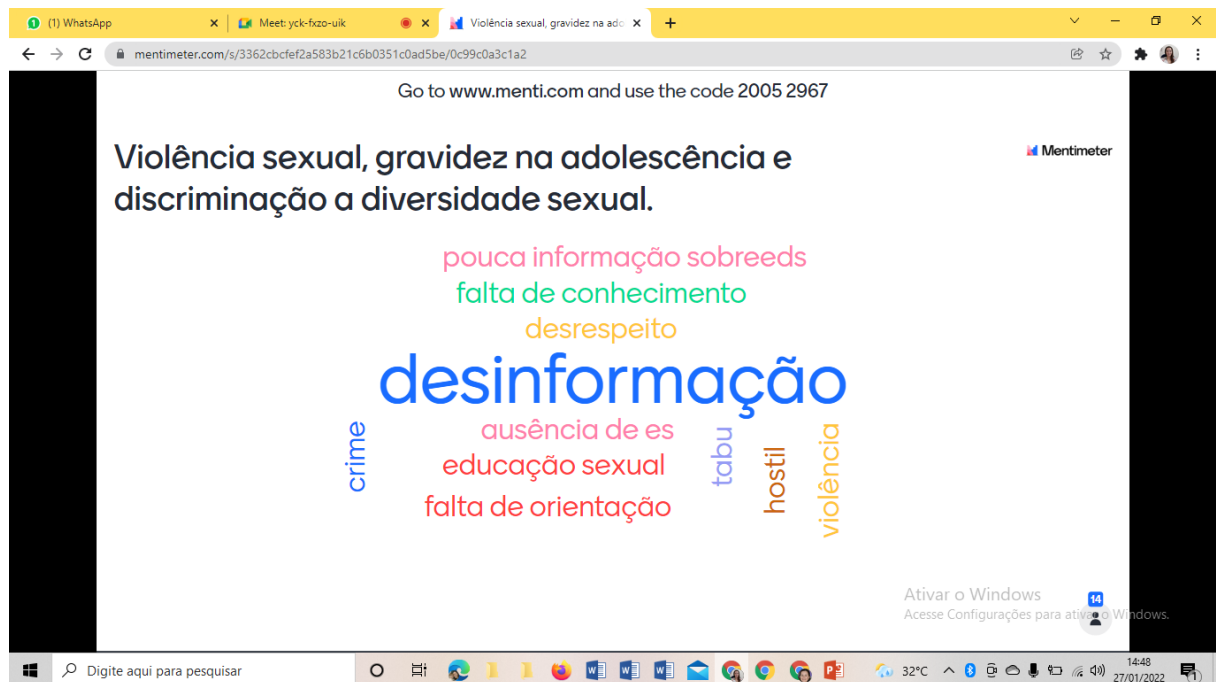 (1) WhatsApp
Meet: yck-fxzo-uik
Violência sexual, gravidez na ado
mentimeter.com/s/3362cbcfef2a583b21c6b0351c0ad5be/0c99c0a3c1a2
Go to www.menti.com and use the code 2005 2967
Violência sexual, gravidez na adolescência e
discriminação a diversidade sexual.
Mentimeter
pouca informação sobreeds
falta de conhecimento
desrespeito
desinformação
crime
ausência de es
educação sexual
falta de orientação
tabu
hostil
violência
Ativar o Windows
Acesse Configurações para ativar o Windows.
14
Digite aqui para pesquisar
32°C
14:48
27/01/2022
1